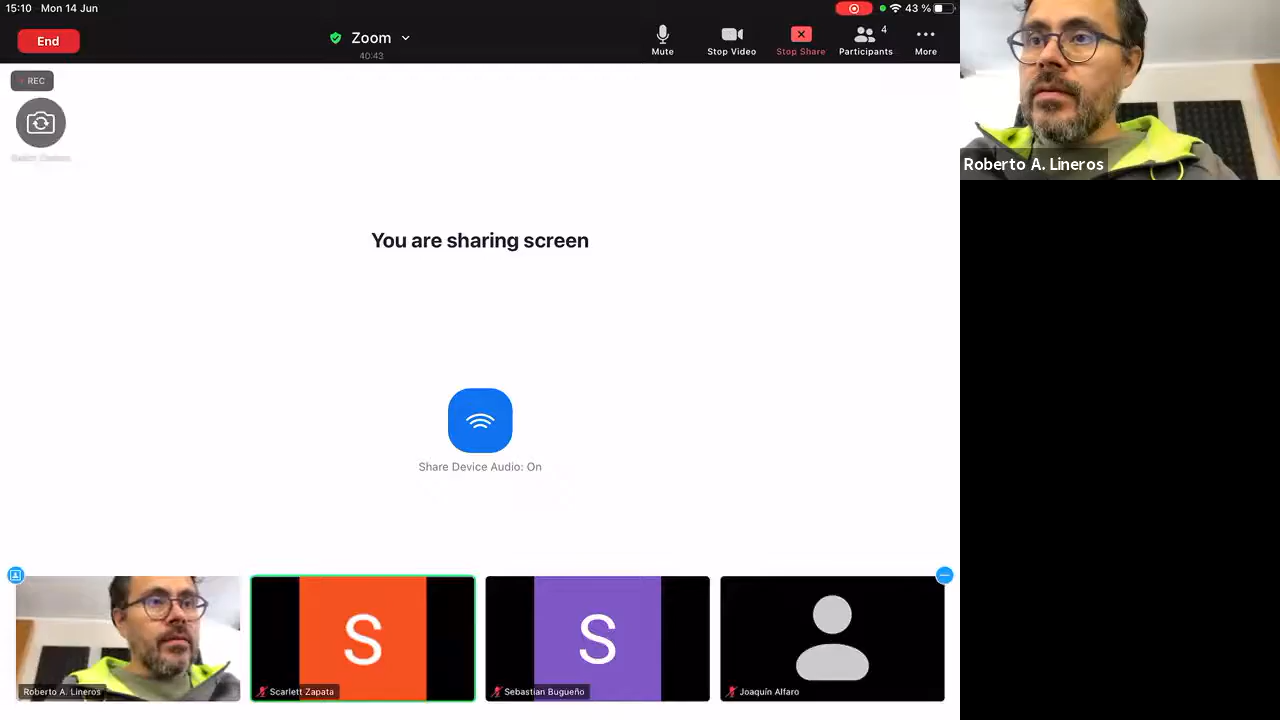 15:10 Mon 14 Jun
43 %
End
Zoom
40:43
Mute
Stop Video
Stop Share
4
Participants
More
REC
Roberto A. Lineros
You are sharing screen
Share Device Audio: On
S
S
Roberto A. Lineros
Scarlett Zapata
Sebastian Bugueño
Joaquín Alfaro